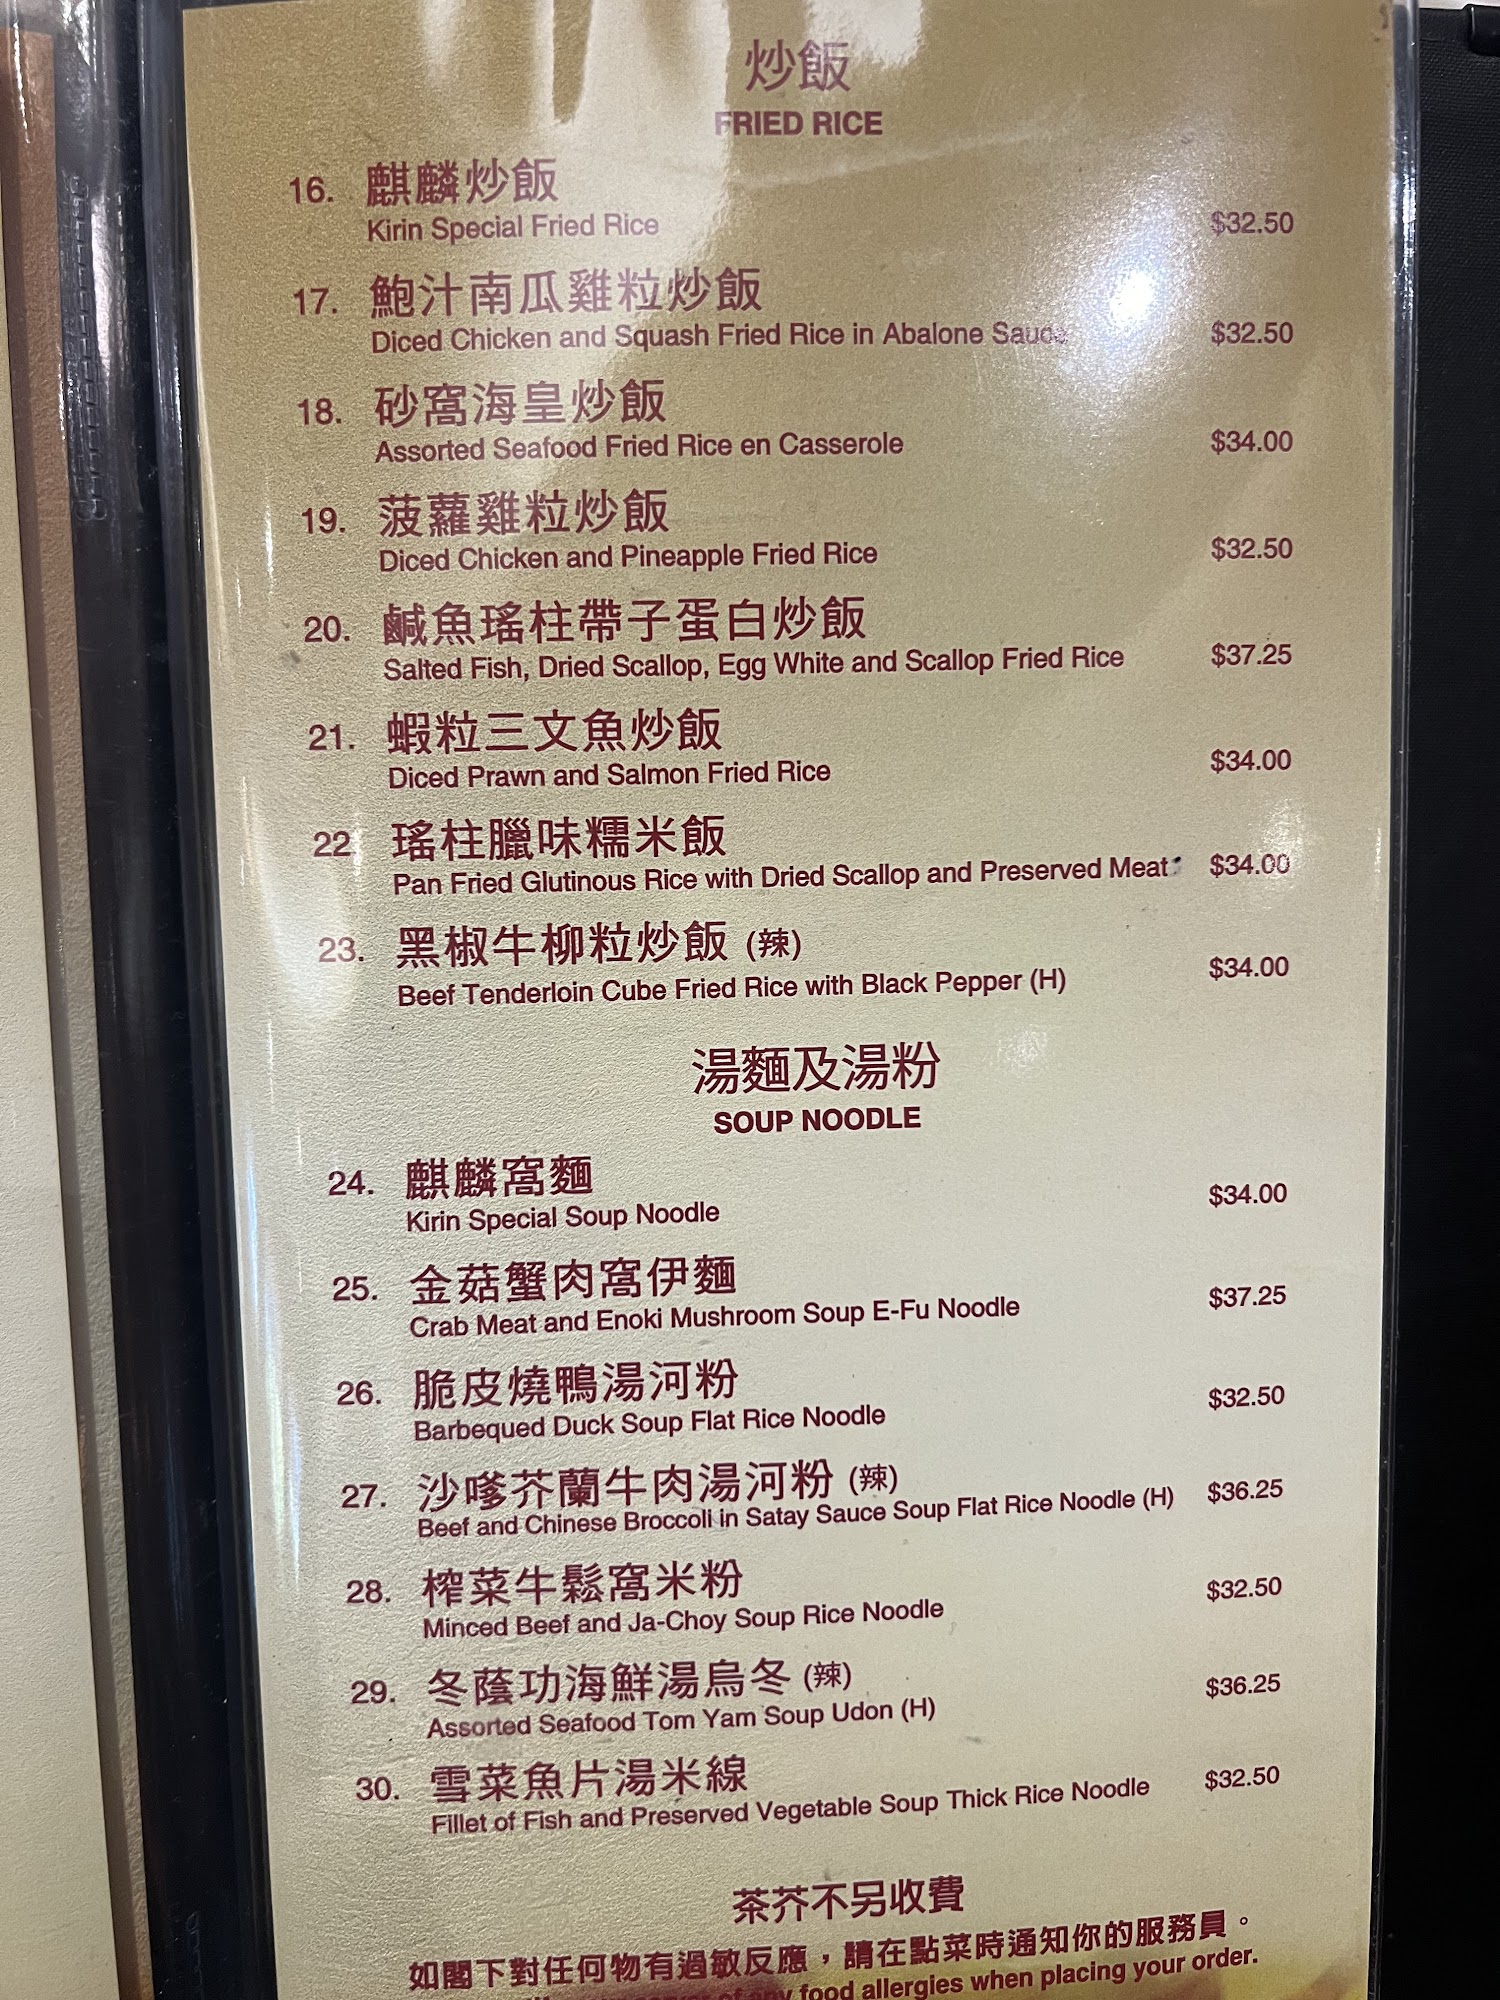 炒飯
FRIED RICE
16. 麒麟炒飯
Kirin Special Fried Rice $32.50
17. 鮑汁南瓜雞粒炒飯
Diced Chicken and Squash Fried Rice in Abalone Sauce $32.50
18. 砂窩海皇炒飯
Assorted Seafood Fried Rice en Casserole $34.00
19. 菠蘿雞粒炒飯
Diced Chicken and Pineapple Fried Rice $32.50
20. 鹹魚瑤柱帶子蛋白炒飯
Salted Fish, Dried Scallop, Egg White and Scallop Fried Rice $37.25
21. 蝦粒三文魚炒飯
Diced Prawn and Salmon Fried Rice $34.00
22. 瑤柱臘味糯米飯
Pan Fried Glutinous Rice with Dried Scallop and Preserved Meat $34.00
23. 黑椒牛柳粒炒飯 (辣)
Beef Tenderloin Cube Fried Rice with Black Pepper (H) $34.00
湯麵及湯粉
SOUP NOODLE
24. 麒麟窩麵
Kirin Special Soup Noodle $34.00
25. 金菇蟹肉窩伊麵
Crab Meat and Enoki Mushroom Soup E-Fu Noodle $37.25
26. 脆皮燒鴨湯河粉
Barbequed Duck Soup Flat Rice Noodle $32.50
27. 沙嗲芥蘭牛肉湯河粉 (辣)
Beef and Chinese Broccoli in Satay Sauce Soup Flat Rice Noodle (H) $36.25
28. 榨菜牛鬆窩米粉
Minced Beef and Ja-Choy Soup Rice Noodle $32.50
29. 冬蔭功海鮮湯烏冬 (辣)
Assorted Seafood Tom Yam Soup Udon (H) $36.25
30. 雪菜魚片湯米線
Fillet of Fish and Preserved Vegetable Soup Thick Rice Noodle $32.50
茶芥不另收費
如閣下對任何物有過敏反應，請在點菜時通知你的服務員。
of any food allergies when placing your order.